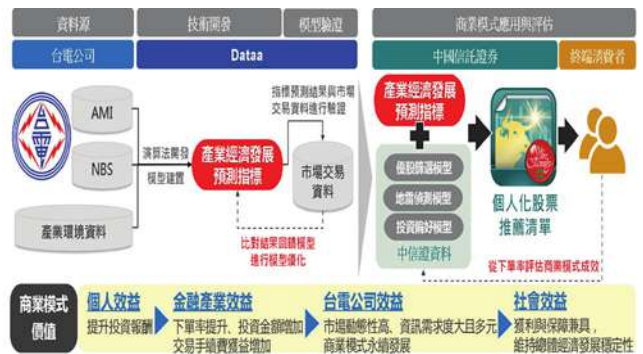 資料源
技術開發
模型驗證
商業模式應用與評估
台電公司
Dataa
中國信託證券
終端消費者
台電
AMI
NBS
產業環境資料
演算法開發
模型建置
產業經濟發展
預測指標
指標預測結果與市場
交易資料進行驗證
市場交易
資料
比對結果回饋模型
進行模型優化
產業經濟發展
預測指標
優股篩選模型
地雷偵測模型
投資偏好模型
中信證資料
個人化股票
推薦清單
從下單率評估商業模式成效
商業模式
價值
個人效益
提升投資報酬
金融產業效益
下單率提升、投資金額增加
交易手續費獲益增加
台電公司效益
市場動態性高、資訊需求度大且多元
商業模式永續發展
社會效益
獲利與保障兼具,
維持總體經濟發展穩定性